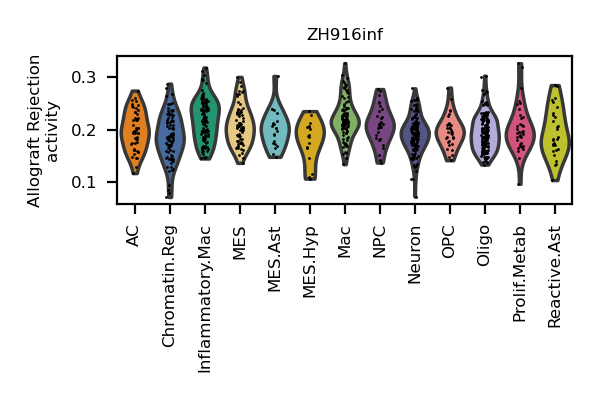 ZH916inf
Allograft Rejection
activity
0.3
0.2
0.1
AC
Chromatin.Reg
Inflammatory.Mac
MES
MES.Ast
MES.Hyp
Mac
NPC
Neuron
OPC
Oligo
Prolif.Metab
Reactive.Ast